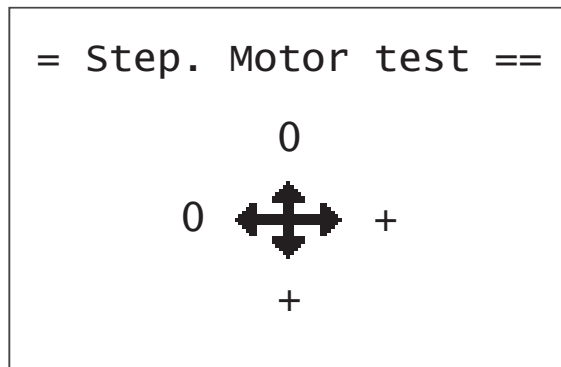 = Step. Motor test ==
0
0 +
+